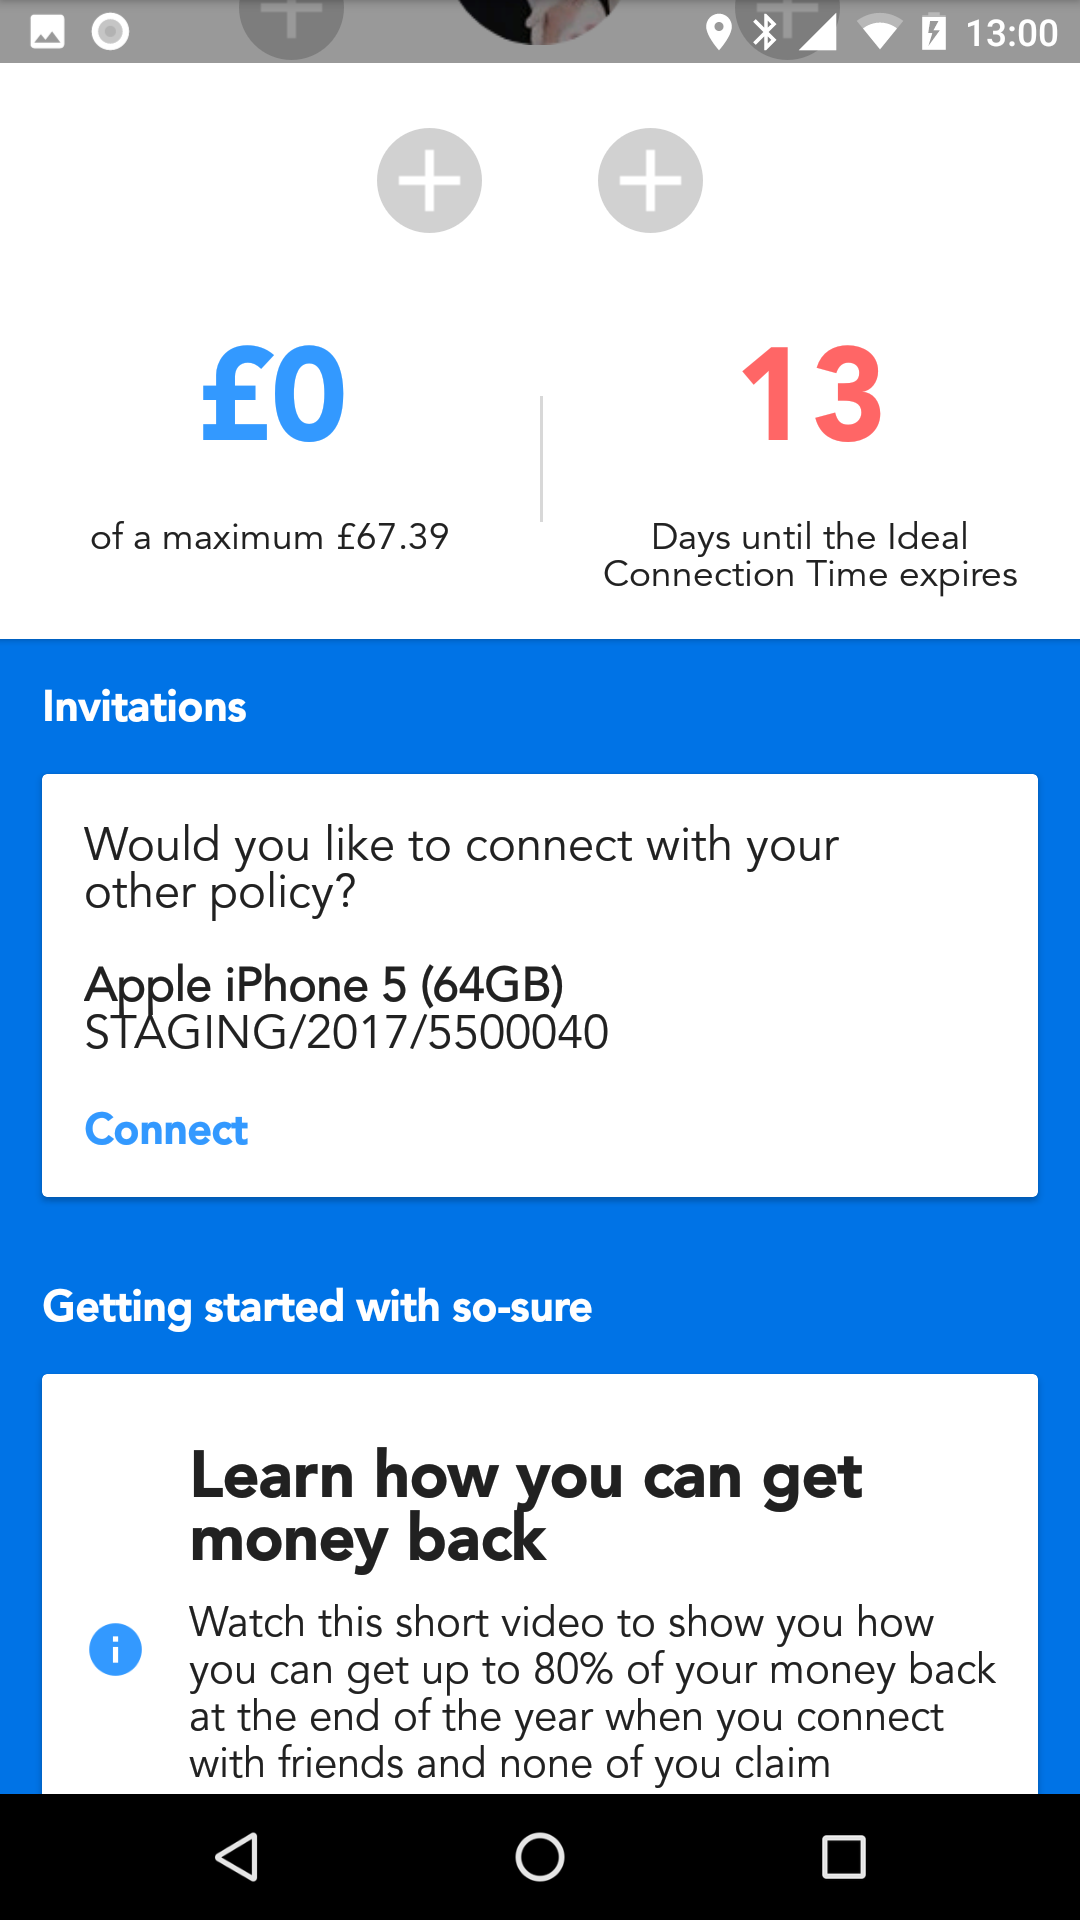 13:00
£0
13
of a maximum £67.39
Days until the Ideal
Connection Time expires
Invitations
Would you like to connect with your
other policy?
Apple iPhone 5 (64GB)
STAGING/2017/5500040
Connect
Getting started with so-sure
Learn how you can get
money back
Watch this short video to show you how
you can get up to 80% of your money back
at the end of the year when you connect
with friends and none of you claim